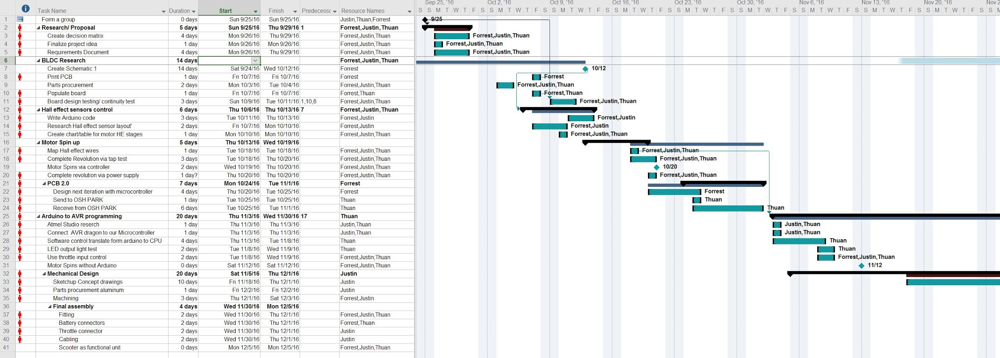 Sep 25, '16 Oct 2, '16 Oct 9, '16 Oct 16, '16 Oct 23, '16 Oct 30, '16 Nov 6, '16 Nov 13, '16 Nov 20, '16 Nov 2
i Task Name Duration Start Finish Predecessc Resource Names S S M T W T F S S M T W T F S S M T W T F S S M T W T F S S M T W T F S S M T W T F S S M T W T F S S M T W T F S S M T W T F S S M
1 Form a group 0 days Sun 9/25/16 Sun 9/25/16 Justin,Thuan,Forrest 9/25
2 Research/ Proposal 5 days Sun 9/25/16 Thu 9/29/16 1 Forrest,Justin,Thuan
3 Create decision matrix 4 days Mon 9/26/16 Thu 9/29/16 Forrest,Justin,Thuan Forrest,Justin,Thuan
4 Finalize project idea 1 day Mon 9/26/16 Mon 9/26/16 Forrest,Justin,Thuan Forrest,Justin,Thuan
5 Requirements Document 4 days Mon 9/26/16 Thu 9/29/16 Forrest,Justin,Thuan Forrest,Justin,Thuan
6 BLDC Research 14 days Forrest,Justin,Thuan
7 Create Schematic 1 14 days Sat 9/24/16 Wed 10/12/16 Forrest 10/12
8 Print PCB 1 day Fri 10/7/16 Fri 10/7/16 Forrest Forrest
9 Parts procurement 2 days Mon 10/3/16 Tue 10/4/16 Forrest,Justin,Thuan Forrest,Justin,Thuan
10 Populate board 1 day Fri 10/7/16 Fri 10/7/16 Forrest,Thuan Forrest,Thuan
11 Board design testing/ continuity test 3 days Sun 10/9/16 Tue 10/11/16 1,10,8 Forrest,Justin,Thuan Forrest,Justin,Thuan
12 Hall effect sensors control 6 days Thu 10/6/16 Thu 10/13/16 7 Forrest,Justin,Thuan
13 Write Arduino code 3 days Tue 10/11/16 Thu 10/13/16 Forrest,Justin Forrest,Justin
14 Research Hall effect sensor layout' 2 days Fri 10/7/16 Mon 10/10/16 Forrest,Justin Forrest,Justin
15 Create chart/table for motor HE stages 1 day Mon 10/10/16 Mon 10/10/16 Forrest,Justin,Thuan Forrest,Justin,Thuan
16 Motor Spin up 5 days Thu 10/13/16 Wed 10/19/16
17 Map Hall effect wires 1 day Tue 10/18/16 Tue 10/18/16 Forrest,Justin,Thuan Forrest,Justin,Thuan
18 Complete Revolution via tap test 3 days Tue 10/18/16 Thu 10/20/16 Forrest,Justin,Thuan Forrest,Justin,Thuan
19 Motor Spins via controller 2 days Wed 10/19/16 Thu 10/20/16 Forrest,Justin,Thuan 10/20
20 Complete revolution via power supply 1 day? Thu 10/20/16 Thu 10/20/16 Forrest,Justin,Thuan Forrest,Justin,Thuan
21 PCB 2.0 7 days Mon 10/24/16 Tue 11/1/16 Forrest
22 Design next iteration with microcontroller 4 days Thu 10/20/16 Tue 10/25/16 Forrest Forrest
23 Send to OSH PARK 1 day Tue 10/25/16 Tue 10/25/16 Thuan Thuan
24 Receive from OSH PARK 6 days Tue 10/25/16 Tue 11/1/16 Thuan Thuan
25 Arduino to AVR programming 20 days Thu 11/3/16 Wed 11/30/16 17 Thuan
26 Atmel Studio reserch 1 day Thu 11/3/16 Thu 11/3/16 Justin,Thuan Justin,Thuan
27 Connect AVR dragon to our Microcontroller 1 day Thu 11/3/16 Thu 11/3/16 Justin,Thuan Justin,Thuan
28 Software control translate form arduino to CPU 4 days Thu 11/3/16 Tue 11/8/16 Thuan Thuan
29 LED output light test 2 days Tue 11/8/16 Wed 11/9/16 Thuan Thuan
30 Use throttle input control 2 days Tue 11/8/16 Wed 11/9/16 Forrest,Justin,Thuan Forrest,Justin,Thuan
31 Motor Spins without Arduino 0 days Sat 11/12/16 Sat 11/12/16 Forrest,Justin,Thuan 11/12
32 Mechanical Design 20 days Sat 11/5/16 Thu 12/1/16 Justin
33 Sketchup Concept drawings 10 days Fri 11/18/16 Thu 12/1/16 Justin
34 Parts procurement aluminum 1 day Fri 12/2/16 Fri 12/2/16 Justin
35 Machining 3 days Thu 12/1/16 Sat 12/3/16 Forrest,Justin
36 Final assembly 4 days Wed 11/30/16 Mon 12/5/16
37 Fitting 2 days Wed 11/30/16 Thu 12/1/16 Forrest,Justin,Thuan
38 Battery connectors 2 days Wed 11/30/16 Thu 12/1/16 Forrest,Thuan
39 Throttle connector 2 days Wed 11/30/16 Thu 12/1/16 Justin
40 Cabling 2 days Wed 11/30/16 Thu 12/1/16 Justin
41 Scooter as functional unit 0 days Mon 12/5/16 Mon 12/5/16 Forrest,Justin,Thuan